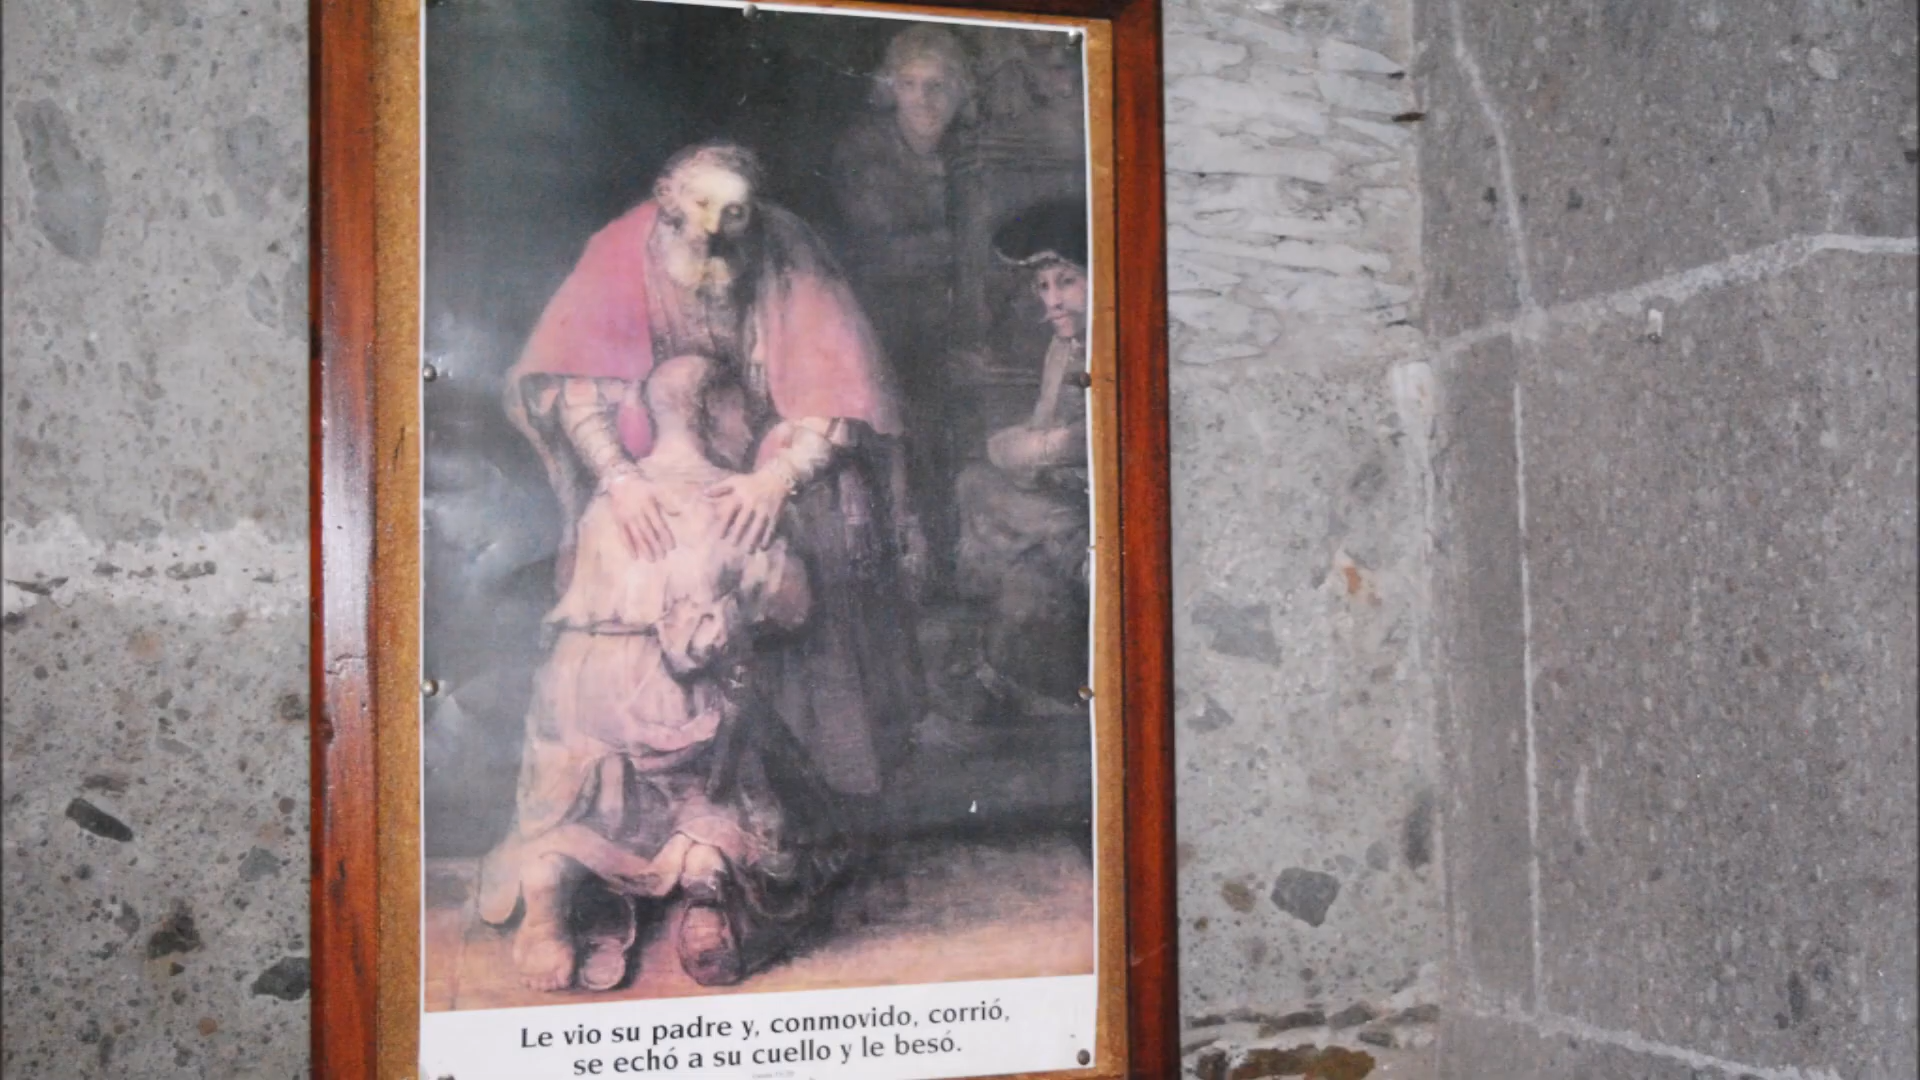 Le vio su padre y, conmovido, corrió,
se echó a su cuello y le besó.